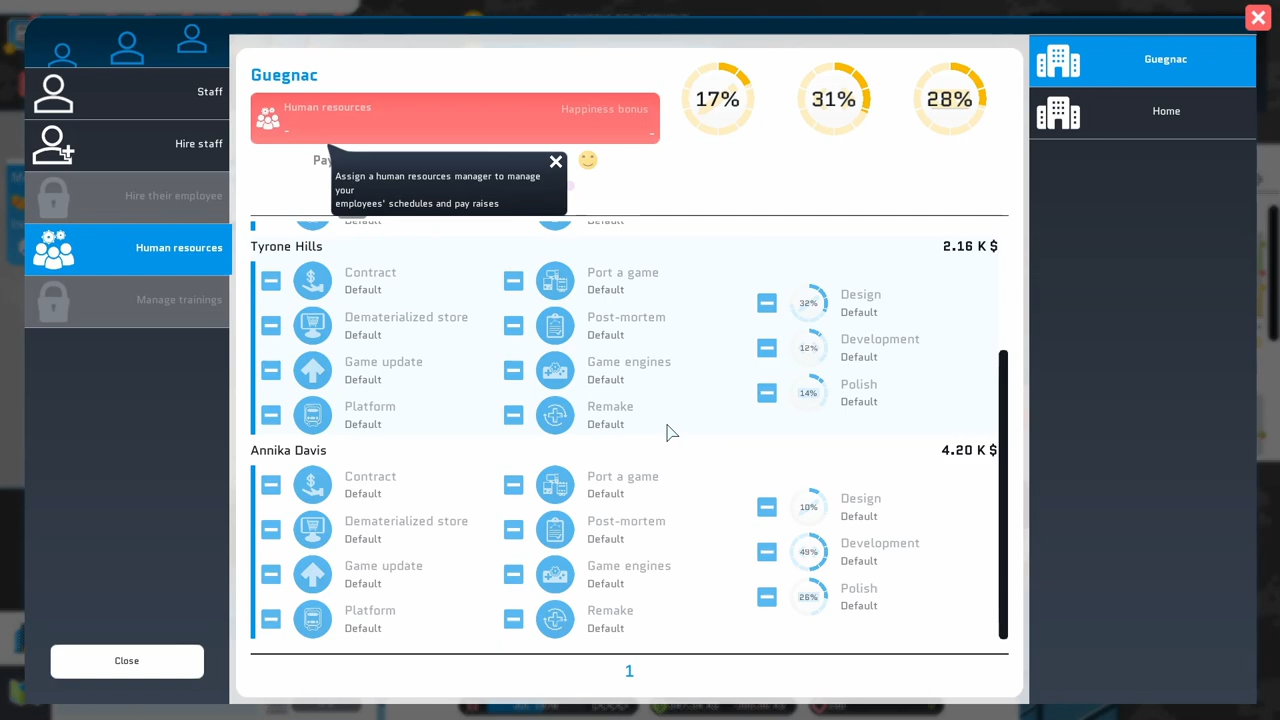 Guegnac
17%
31%
28%
Guegnac
Human resources
Happiness bonus
-
-
Staff
Home
Hire staff
Pay
Assign a human resources manager to manage
your
employees' schedules and pay raises
Hire their employee
Default
Default
Human resources
Tyrone Hills
2.16 K $
Contract
Default
Port a game
Default
32%
Design
Default
Manage trainings
Dematerialized store
Default
Post-mortem
Default
12%
Development
Default
Game update
Default
Game engines
Default
14%
Polish
Default
Platform
Default
Remake
Default
Annika Davis
4.20 K $
Contract
Default
Port a game
Default
10%
Design
Default
Dematerialized store
Default
Post-mortem
Default
49%
Development
Default
Game update
Default
Game engines
Default
26%
Polish
Default
Platform
Default
Remake
Default
Close
1